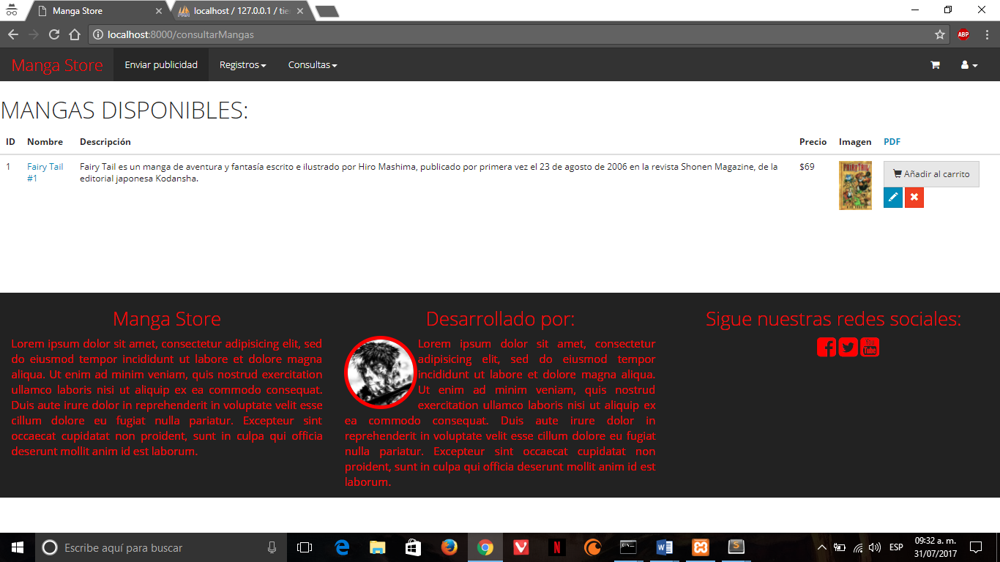 Manga Store
localhost / 127.0.0.1 / tie
localhost:8000/consultarMangas
ABP
Manga Store
Enviar publicidad
Registros
Consultas
MANGAS DISPONIBLES:
ID Nombre Descripción Precio Imagen PDF
1 Fairy Tail Fairy Tail es un manga de aventura y fantasía escrito e ilustrado por Hiro Mashima, publicado por primera vez el 23 de agosto de 2006 en la revista Shonen Magazine, de la $69
#1 editorial japonesa Kodansha.
FAIRY TAIL
Añadir al carrito
Manga Store
Lorem ipsum dolor sit amet, consectetur adipisicing elit, sed
do eiusmod tempor incididunt ut labore et dolore magna
aliqua. Ut enim ad minim veniam, quis nostrud exercitation
ullamco laboris nisi ut aliquip ex ea commodo consequat.
Duis aute irure dolor in reprehenderit in voluptate velit esse
cillum dolore eu fugiat nulla pariatur. Excepteur sint
occaecat cupidatat non proident, sunt in culpa qui officia
deserunt mollit anim id est laborum.
Desarrollado por:
Lorem ipsum dolor sit amet, consectetur
adipisicing elit, sed do eiusmod tempor
incididunt ut labore et dolore magna aliqua.
Ut enim ad minim veniam, quis nostrud
exercitation ullamco laboris nisi ut aliquip ex
ea commodo consequat. Duis aute irure dolor in
reprehenderit in voluptate velit esse cillum dolore eu fugiat
nulla pariatur. Excepteur sint occaecat cupidatat non
proident, sunt in culpa qui officia deserunt mollit anim id est
laborum.
Sigue nuestras redes sociales:
You
Tube
Escribe aquí para buscar
ESP
09:32 a. m.
31/07/2017